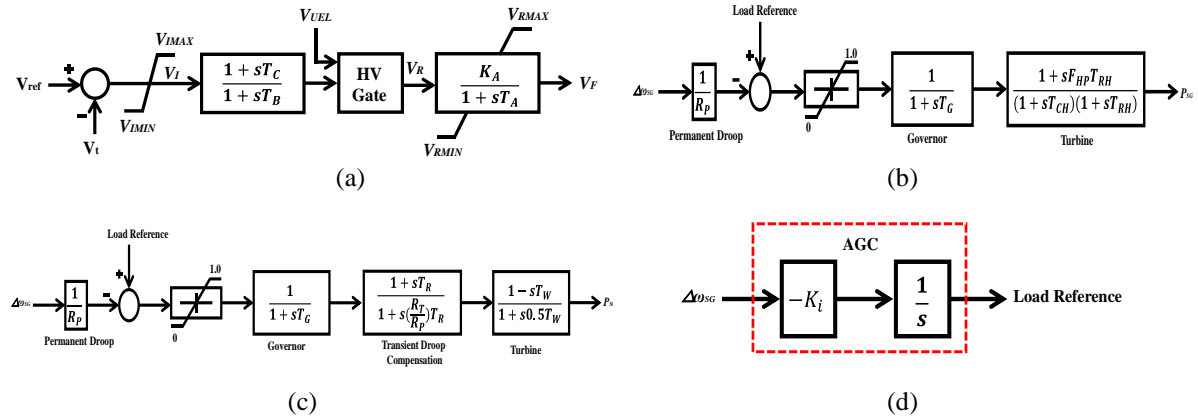 V_IMAX
V_ref
+
-
V_t
V_I
V_IMIN
1 + sT_C
1 + sT_B
V_UEL
HV
Gate
V_R
V_RMAX
K_A
1 + sT_A
V_RMIN
V_F
(a)
Load Reference
Δω_SG
1
R_P
Permanent Droop
-
+
1.0
0
1
1 + sT_G
Governor
1 + sF_HP T_RH
(1 + sT_CH)(1 + sT_RH)
Turbine
P_SG
(b)
Load Reference
Δω_SG
1
R_P
Permanent Droop
-
+
1.0
0
1
1 + sT_G
Governor
1 + sT_R
1 + s(R_T/R_P)T_R
Transient Droop
Compensation
1 - sT_W
1 + s0.5T_W
Turbine
(c)
AGC
Δω_SG
-K_i
1
s
Load Reference
(d)